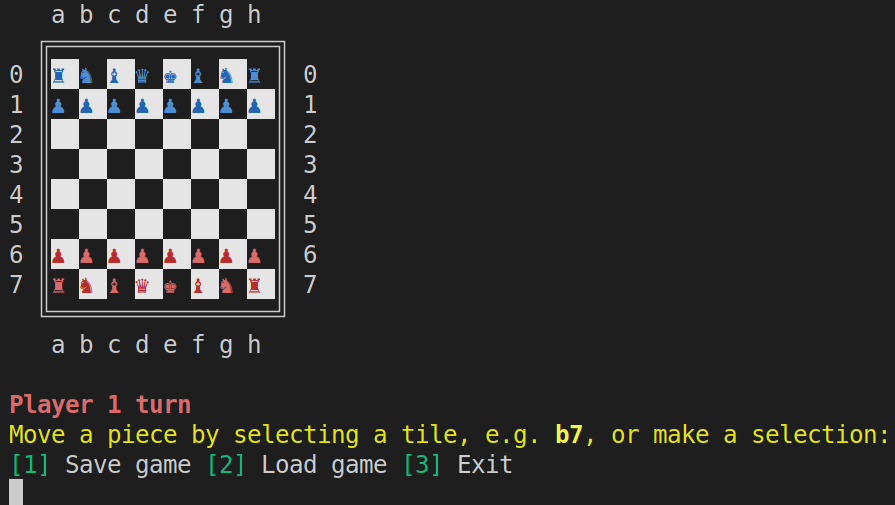 a b c d e f g h
0 ♜ ♞ ♝ ♛ ♚ ♝ ♞ ♜ 0
1 ♟ ♟ ♟ ♟ ♟ ♟ ♟ ♟ 1
2 2
3 3
4 4
5 5
6 ♟ ♟ ♟ ♟ ♟ ♟ ♟ ♟ 6
7 ♜ ♞ ♝ ♛ ♚ ♝ ♞ ♜ 7
a b c d e f g h
Player 1 turn
Move a piece by selecting a tile, e.g. b7, or make a selection:
[1] Save game [2] Load game [3] Exit